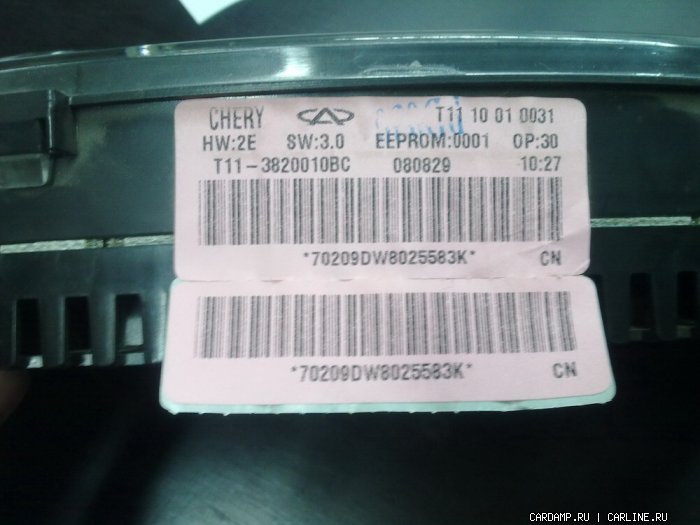 CHERY T11 10 01 0031
HW:2E SW:3.0 EEPROM:0001 OP:30
T11-3820010BC 080829 10:27
*70209DW8025583K* CN
*70209DW8025583K* CN
CARDAMP.RU | CARLINE.RU